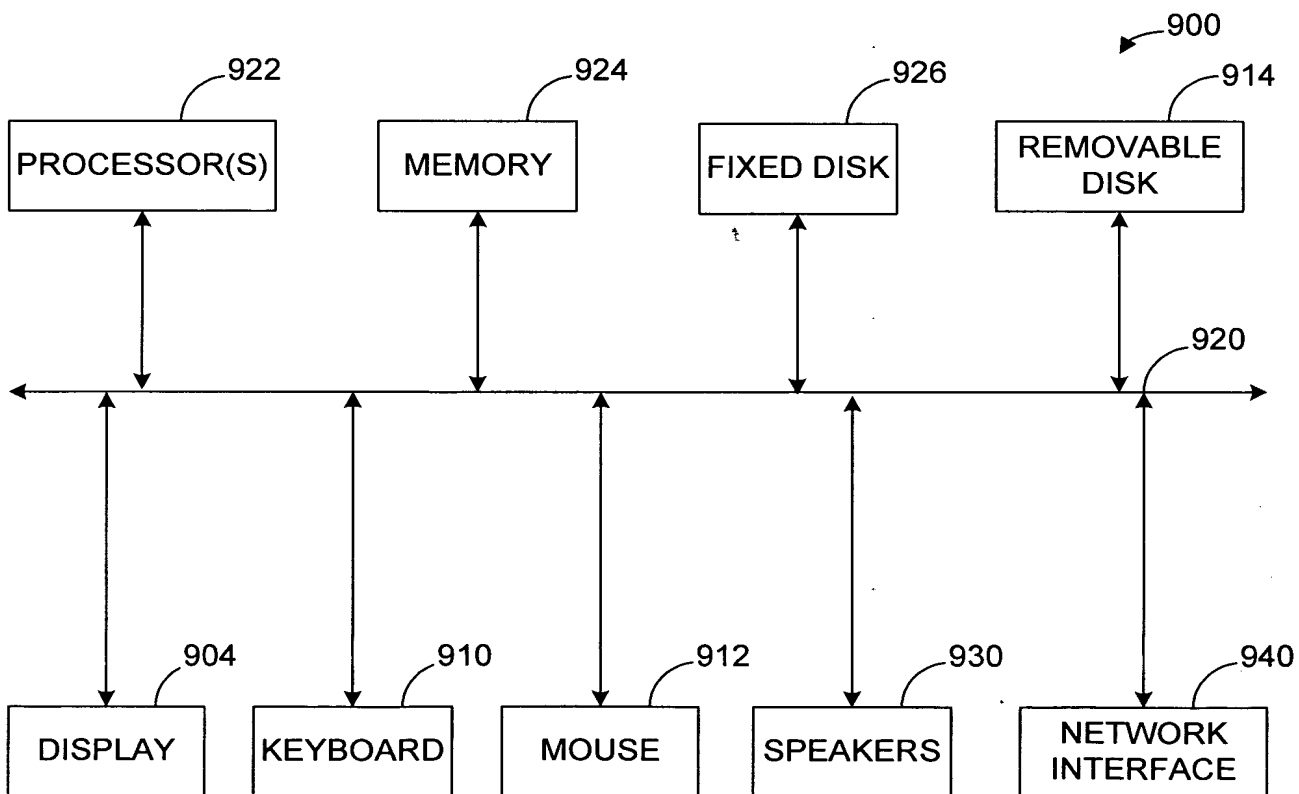 900
922
924
926
914
PROCESSOR(S)
MEMORY
FIXED DISK
REMOVABLE
DISK
920
904
910
912
930
940
DISPLAY
KEYBOARD
MOUSE
SPEAKERS
NETWORK
INTERFACE